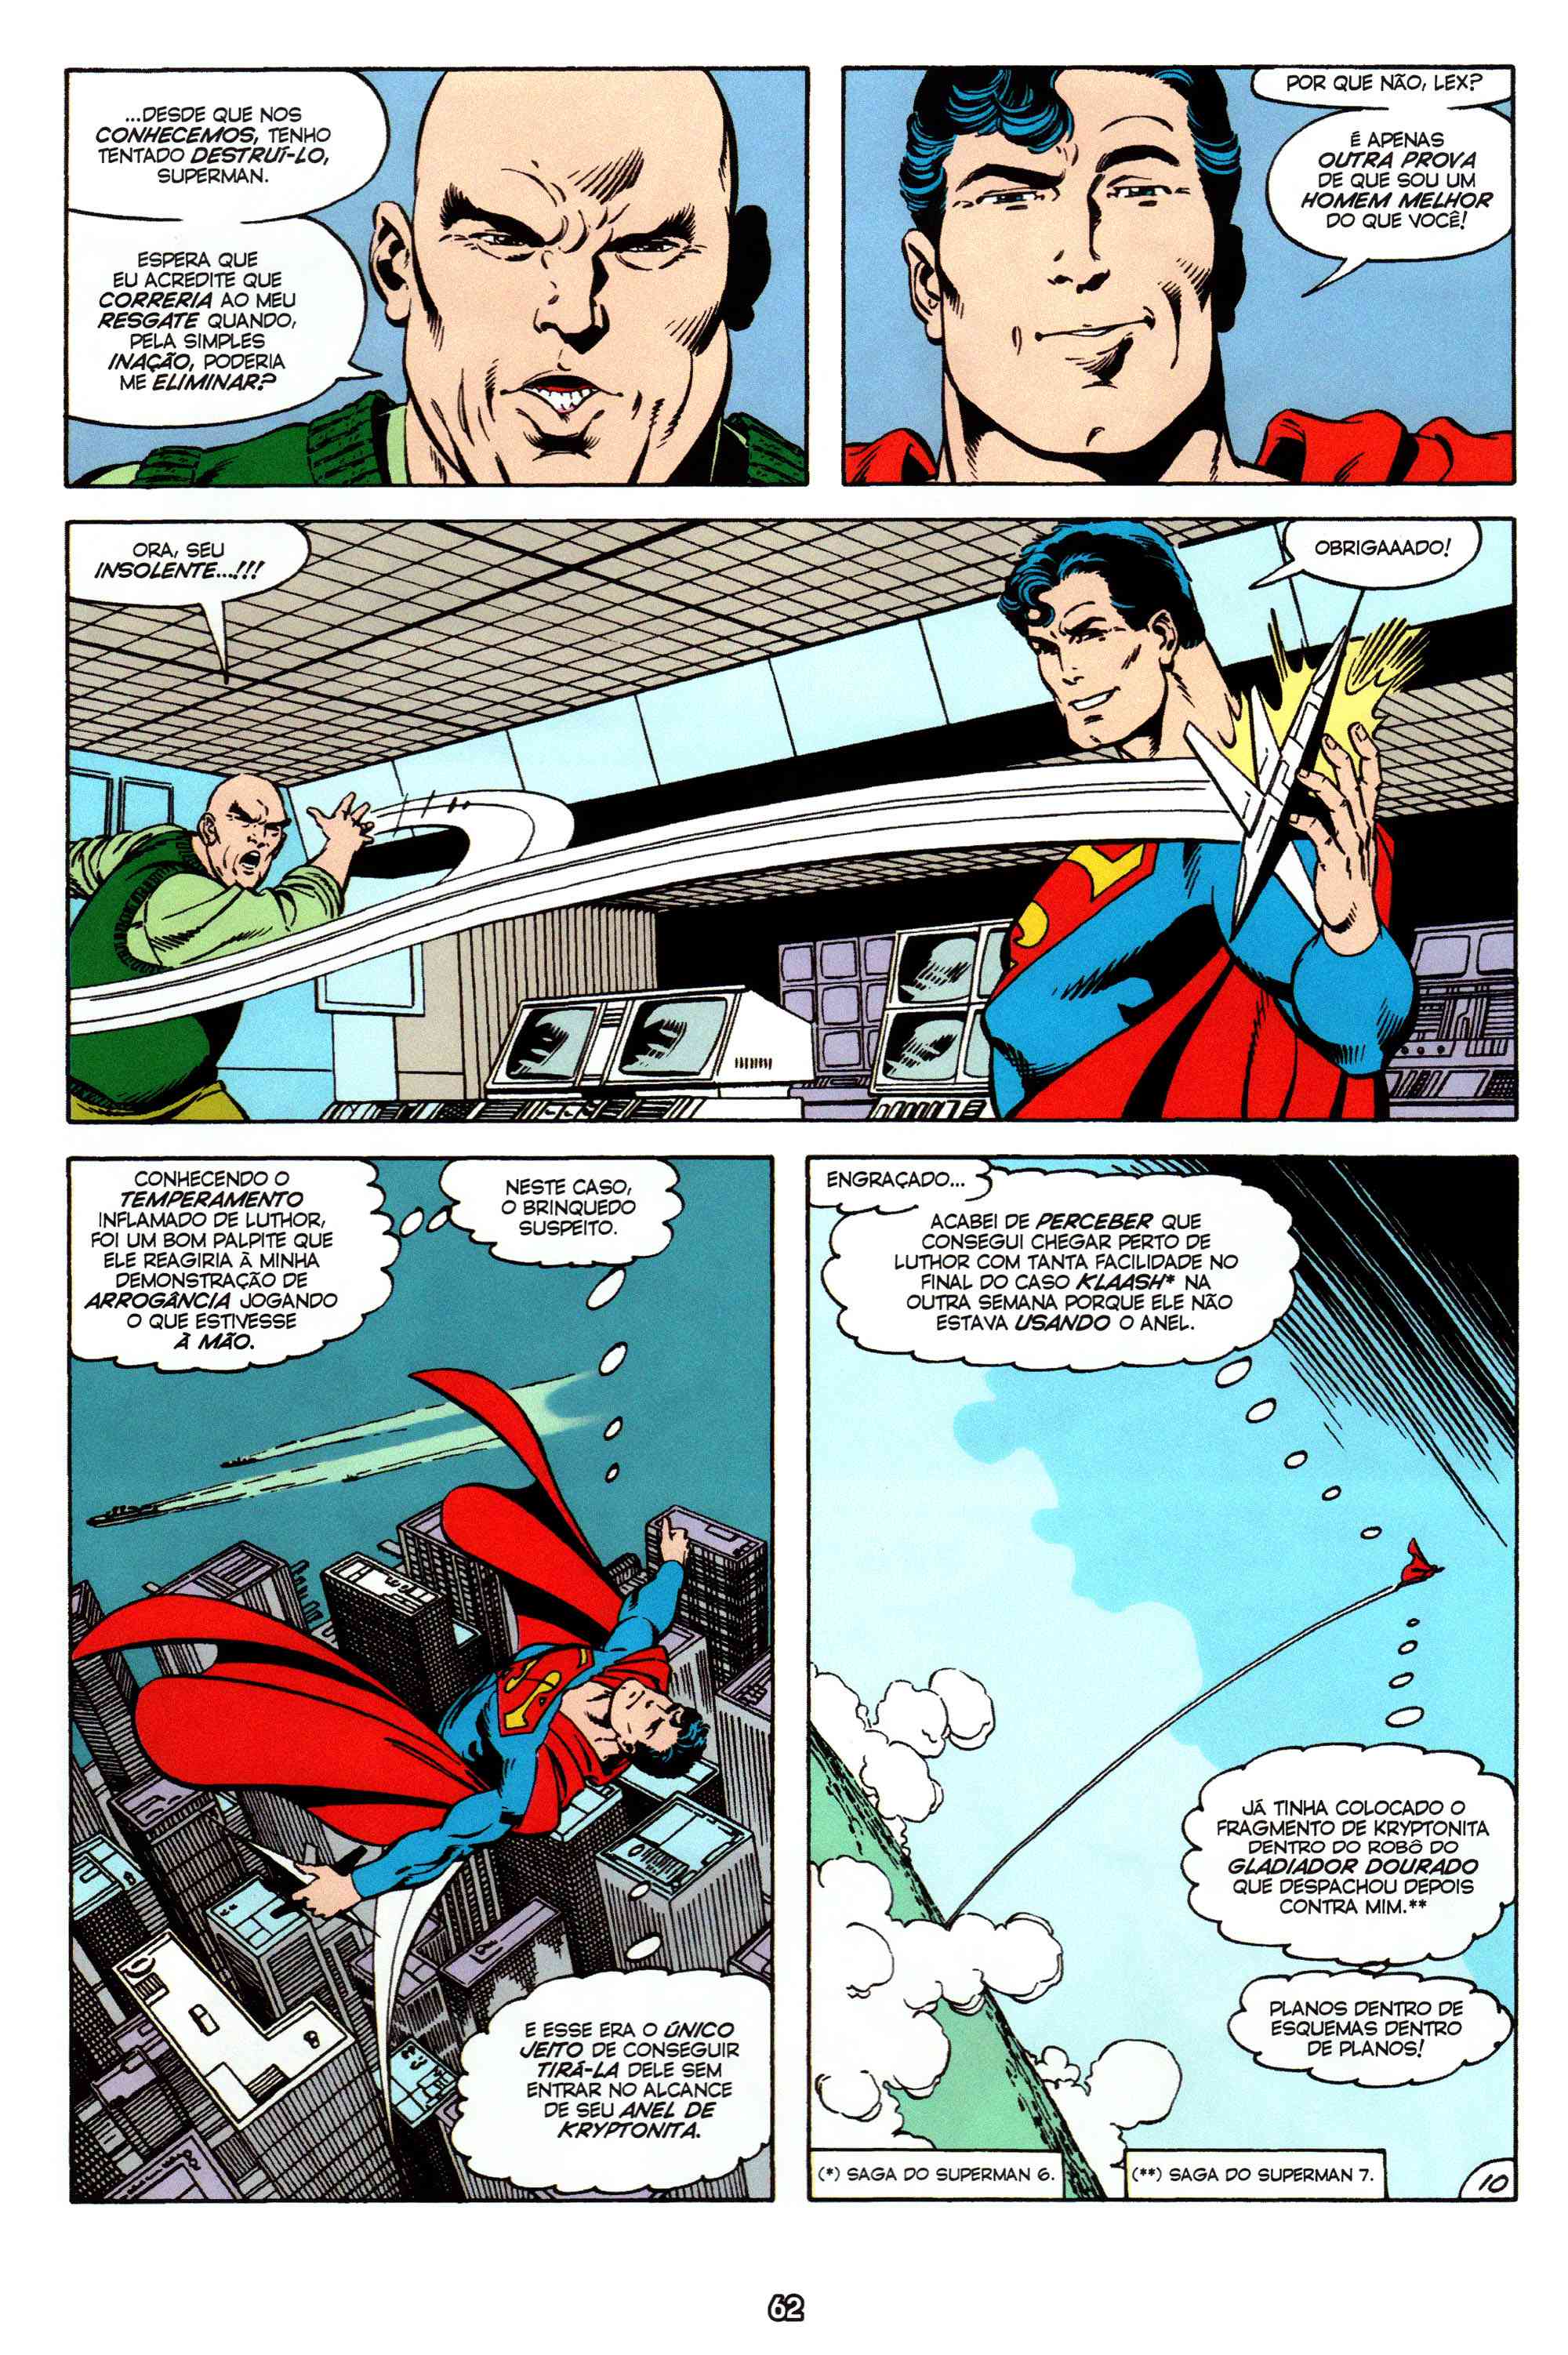 ...DESDE QUE NOS
CONHECEMOS, TENHO
TENTADO DESTRUÍ-LO,
SUPERMAN.
ESPERA QUE
EU ACREDITE QUE
CORRERIA AO MEU
RESGATE QUANDO,
PELA SIMPLES
INAÇÃO, PODERIA
ME ELIMINAR?
POR QUE NÃO, LEX?
É APENAS
OUTRA PROVA
DE QUE SOU UM
HOMEM MELHOR
DO QUE VOCÊ!
ORA, SEU
INSOLENTE...!!!
OBRIGAAADO!
CONHECENDO O
TEMPERAMENTO
INFLAMADO DE LUTHOR,
FOI UM BOM PALPITE QUE
ELE REAGIRIA À MINHA
DEMONSTRAÇÃO DE
ARROGÂNCIA JOGANDO
O QUE ESTIVESSE
À MÃO.
NESTE CASO,
O BRINQUEDO
SUSPEITO.
E ESSE ERA O ÚNICO
JEITO DE CONSEGUIR
TIRÁ-LA DELE SEM
ENTRAR NO ALCANCE
DE SEU ANEL DE
KRYPTONITA.
ENGRAÇADO...
ACABEI DE PERCEBER QUE
CONSEGUI CHEGAR PERTO DE
LUTHOR COM TANTA FACILIDADE NO
FINAL DO CASO KLAASH* NA
OUTRA SEMANA PORQUE ELE NÃO
ESTAVA USANDO O ANEL.
JÁ TINHA COLOCADO O
FRAGMENTO DE KRYPTONITA
DENTRO DO ROBÔ DO
GLADIADOR DOURADO
QUE DESPACHOU DEPOIS
CONTRA MIM.**
PLANOS DENTRO DE
ESQUEMAS DENTRO
DE PLANOS!
(*) SAGA DO SUPERMAN 6.
(**) SAGA DO SUPERMAN 7.
10
62